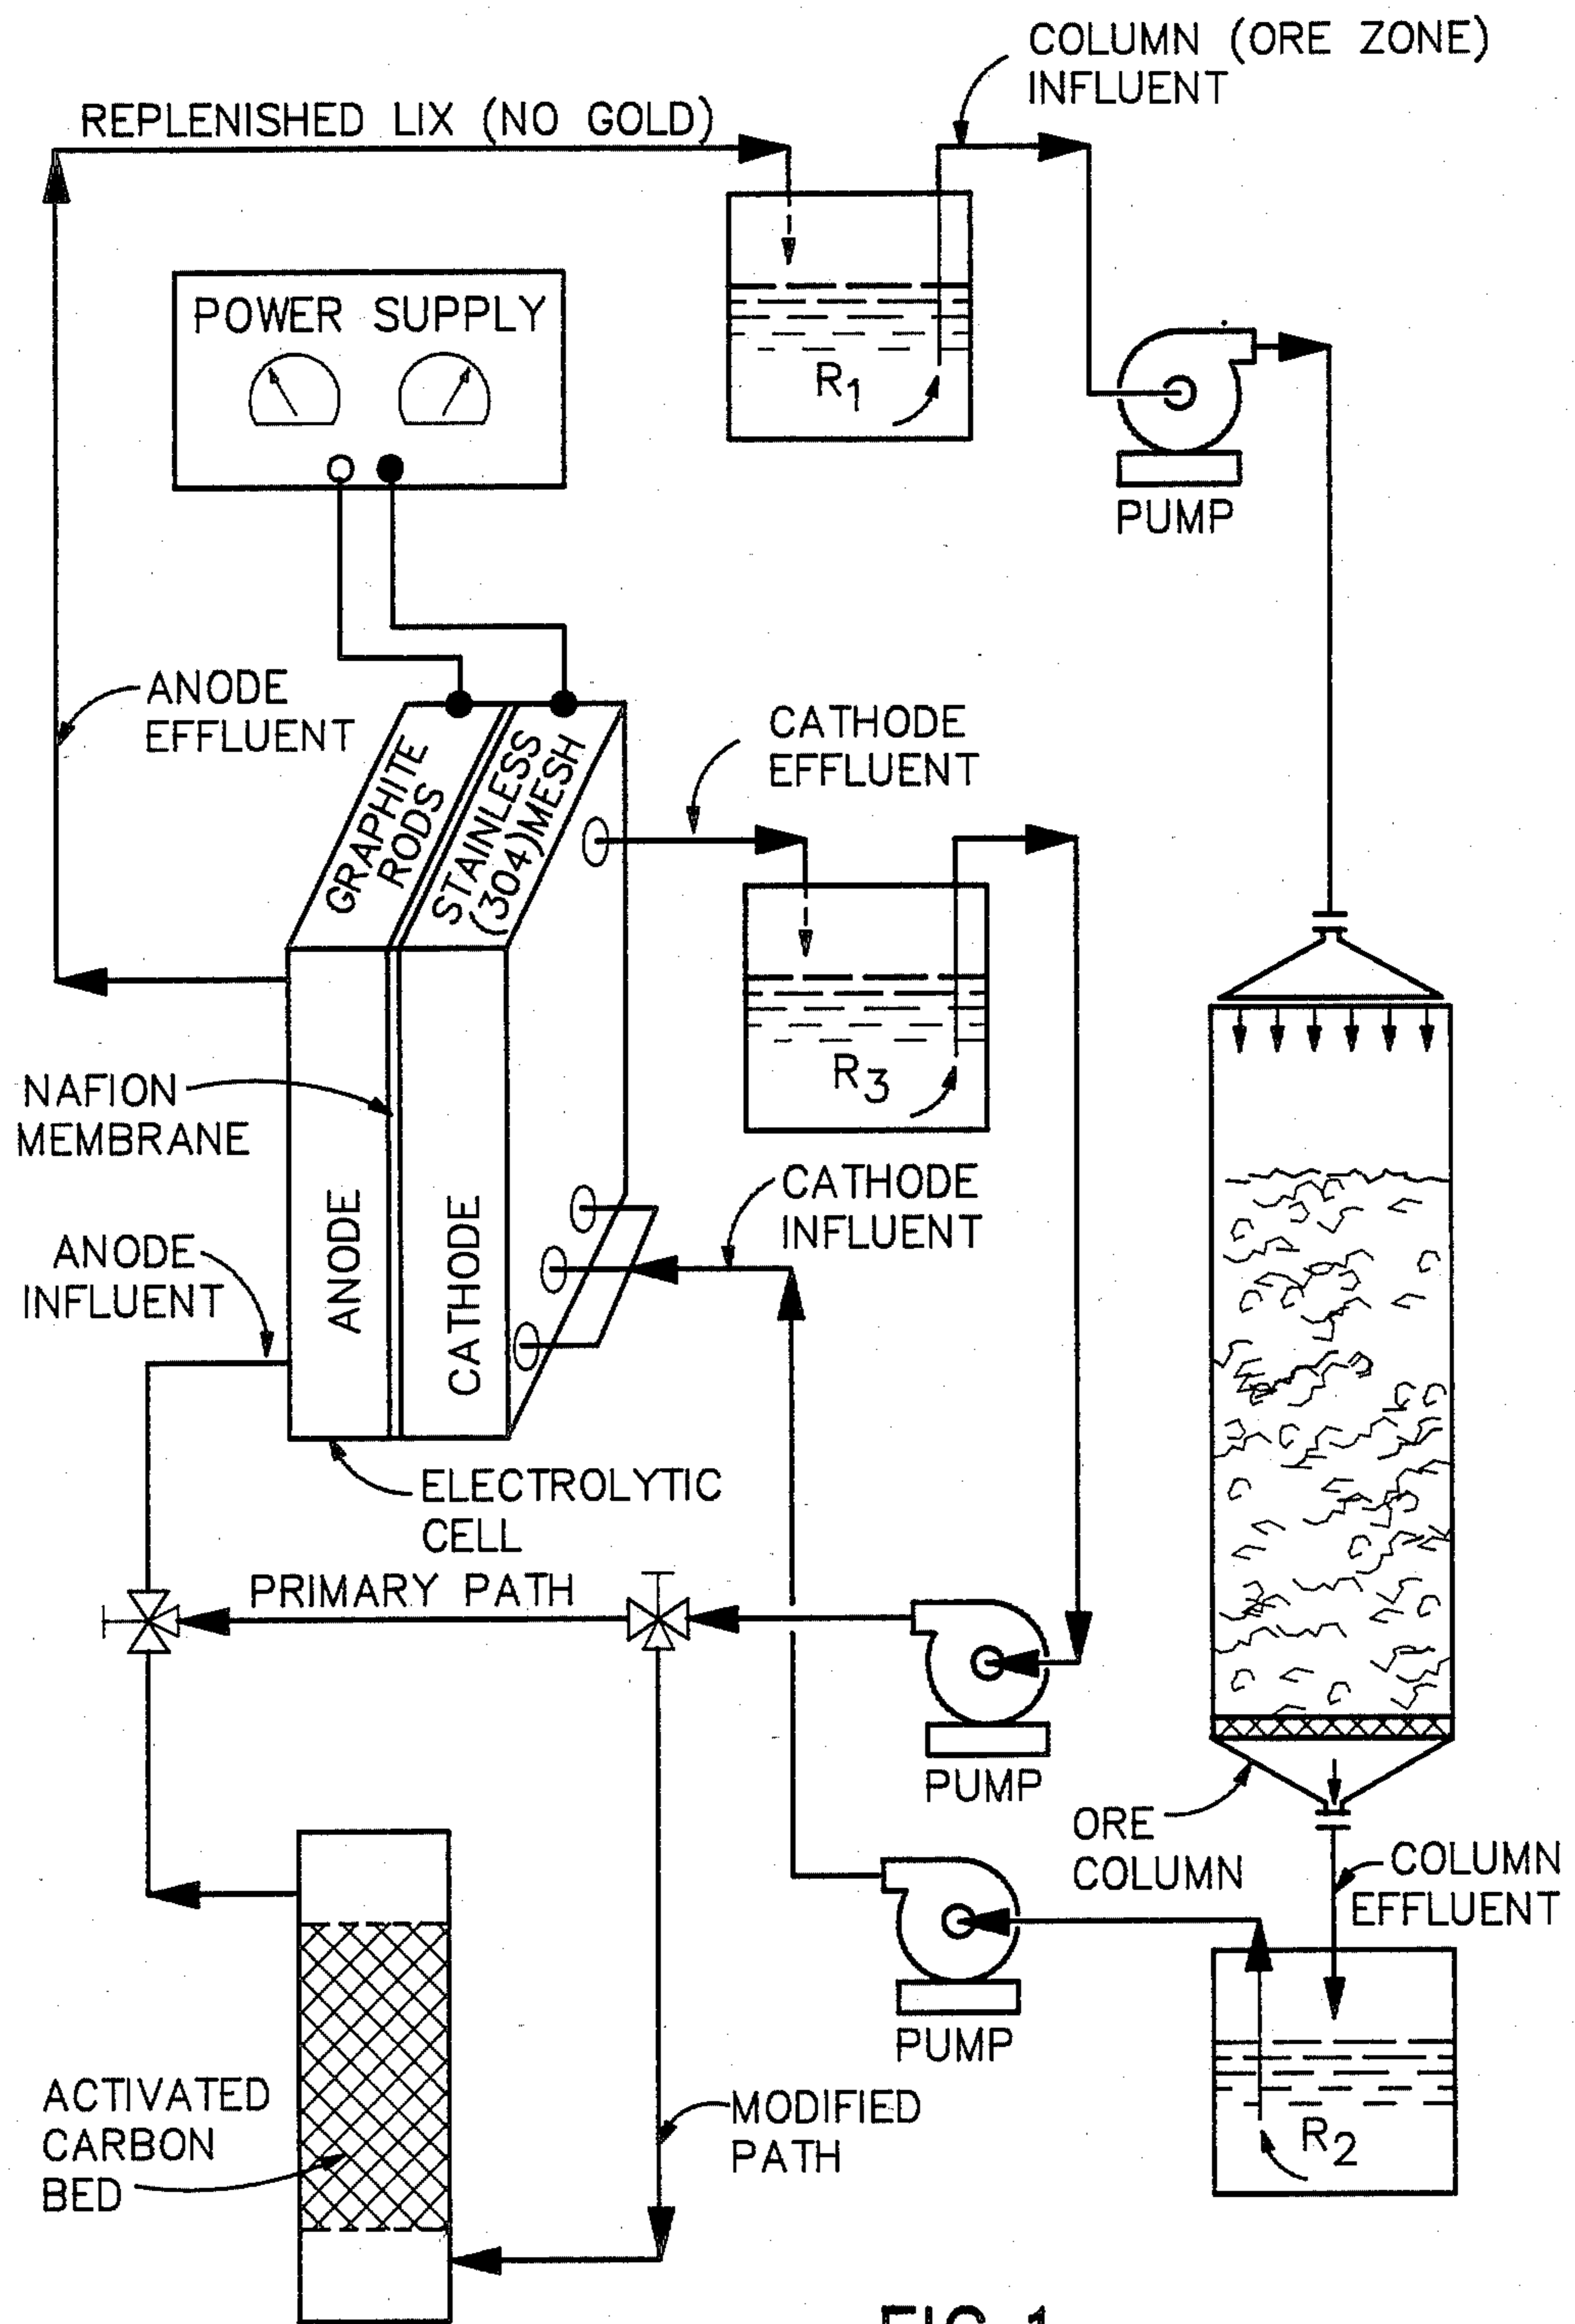 COLUMN (ORE ZONE)
INFLUENT
REPLENISHED LIX (NO GOLD)
POWER SUPPLY
R1
PUMP
ANODE
EFFLUENT
CATHODE
EFFLUENT
GRAPHITE
RODS
STAINLESS
(304) MESH
R3
NAFION
MEMBRANE
CATHODE
INFLUENT
ANODE
INFLUENT
ANODE
CATHODE
ELECTROLYTIC
CELL
PRIMARY PATH
PUMP
ORE
COLUMN
COLUMN
EFFLUENT
PUMP
ACTIVATED
CARBON
BED
MODIFIED
PATH
R2
FIG. 1